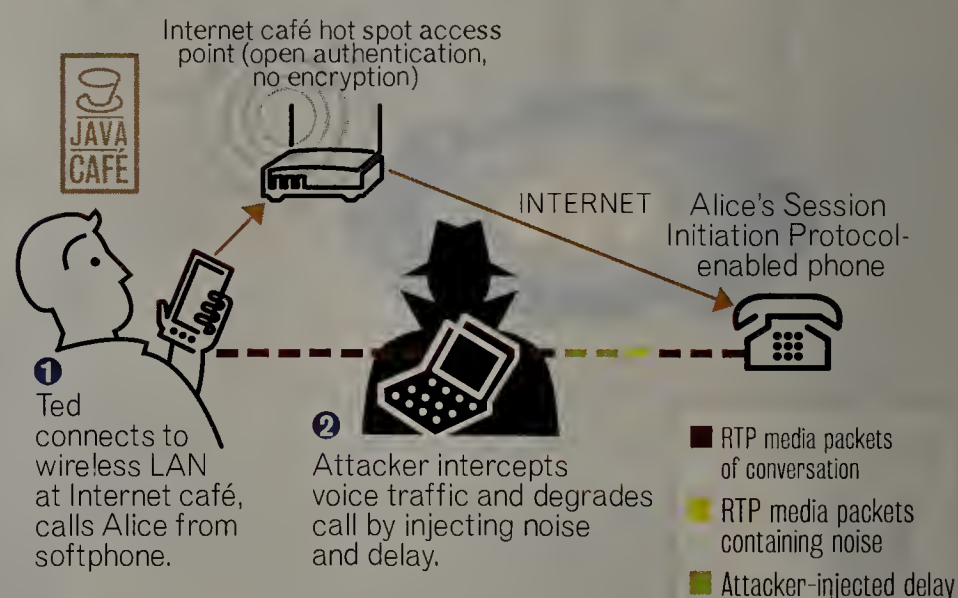 Internet café hot spot access
point (open authentication,
no encryption)
JAVA
CAFÉ
INTERNET
Alice's Session
Initiation Protocol-
enabled phone
1
Ted
connects to
wireless LAN
at Internet café,
calls Alice from
softphone.
2
Attacker intercepts
voice traffic and degrades
call by injecting noise
and delay.
RTP media packets
of conversation
RTP media packets
containing noise
Attacker-injected delay